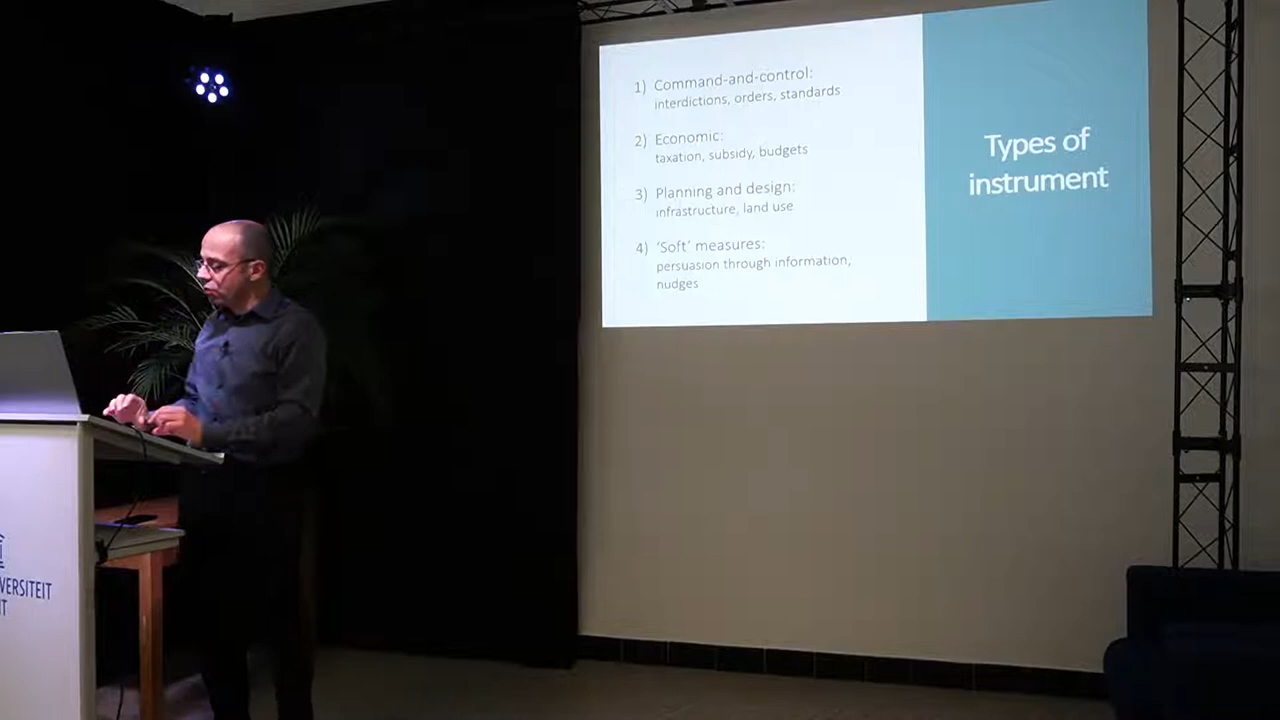 1) Command-and-control:
interdictions, orders, standards
2) Economic:
taxation, subsidy, budgets
3) Planning and design:
infrastructure, land use
4) ‘Soft’ measures:
persuasion through information,
nudges
Types of
instrument
VERSITEIT
NT